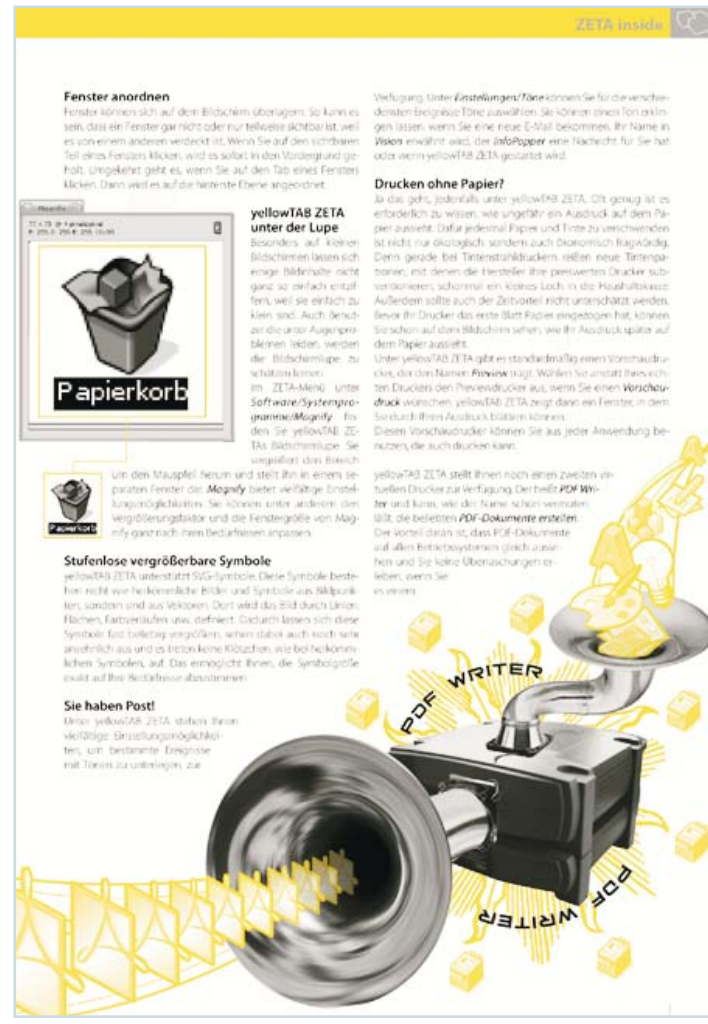 ZETA inside
Fenster anordnen
Fenster können sich auf dem Bildschirm überlagern. So kann es
sein, dass ein Fenster gar nicht oder nur teilweise sichtbar ist, weil
es von einem anderen verdeckt ist. Wenn Sie auf den sichtbaren
Teil eines Fensters klicken, wird es sofort in den Vordergrund ge-
holt. Umgekehrt geht es, wenn Sie auf den Tab eines Fensters
klicken. Dann wird es auf die hinterste Ebene angeordnet.
Magnify
Papierkorb
Papierkorb
yellowTAB ZETA
unter der Lupe
Besonders auf kleinen
Bildschirmen lassen sich
einige Bildinhalte nicht
ganz so einfach entzif-
fern, weil sie einfach zu
klein sind. Auch Benut-
zer die unter Augenpro-
blemen leiden, werden
die Bildschirmlupe zu
schätzen lernen.
Im ZETA-Menü unter
Software/Systempro-
gramme/Magnify fin-
den Sie yellowTAB ZE-
TAs Bildschirmlupe. Sie
vergrößert den Bereich
um den Mauspfeil herum und stellt ihn in einem se-
paraten Fenster dar. Magnify bietet vielfältige Einstel-
lungsmöglichkeiten. Sie können unter anderem den
Vergrößerungsfaktor und die Fenstergröße von Mag-
nify ganz nach ihren Bedürfnissen anpassen.
Stufenlose vergrößerbare Symbole
yellowTAB ZETA unterstützt SVG-Symbole. Diese Symbole beste-
hen nicht wie herkömmliche Bilder und Symbole aus Bildpunk-
ten, sondern sind aus Vektoren. Dort wird das Bild durch Linien,
Flächen, Farbverläufen usw. definiert. Dadurch lassen sich diese
Symbole fast beliebig vergrößern, sehen dabei auch noch sehr
ansehnlich aus und es treten keine Klötzchen, wie bei herkömm-
lichen Symbolen, auf. Das ermöglicht Ihnen, die Symbolgröße
exakt auf Ihre Bedürfnisse abzustimmen.
Sie haben Post!
Unter yellowTAB ZETA stehen Ihnen
vielfältige Einstellungsmöglichkei-
ten, um bestimmte Ereignisse
mit Tönen zu unterlegen, zur
Verfügung. Unter Einstellungen/Töne können Sie für die verschie-
densten Ereignisse Töne auswählen. Sie können einen Ton erklin-
gen lassen, wenn Sie eine neue E-Mail bekommen, Ihr Name in
Vision erwähnt wird, der InfoPopper eine Nachricht für Sie hat
oder wenn yellowTAB ZETA gestartet wird.
Drucken ohne Papier?
Ja das geht, jedenfalls unter yellowTAB ZETA. Oft genug ist es
erforderlich zu wissen, wie ungefähr ein Ausdruck auf dem Pa-
pier aussieht. Dafür jedesmal Papier und Tinte zu verschwenden
ist nicht nur ökologisch, sondern auch ökonomisch fragwürdig.
Denn gerade bei Tintenstrahldruckern reißen neue Tintenpa-
tronen, mit denen die Hersteller ihre preiswerten Drucker sub-
ventionieren, schonmal ein kleines Loch in die Haushaltskasse.
Außerdem sollte auch der Zeitvorteil nicht unterschätzt werden.
Bevor Ihr Drucker das erste Blatt Papier eingezogen hat, können
Sie schon auf dem Bildschirm sehen, wie Ihr Ausdruck später auf
dem Papier aussieht.
Unter yellowTAB ZETA gibt es standardmäßig einen Vorschaudru-
cker, der den Namen Preview trägt. Wählen Sie anstatt Ihres ech-
ten Druckers den Previewdrucker aus, wenn Sie einen Vorschau-
druck wünschen. yellowTAB ZETA zeigt dann ein Fenster, in dem
Sie durch Ihren Ausdruck blättern können.
Diesen Vorschaudrucker können Sie aus jeder Anwendung be-
nutzen, die auch drucken kann.
yellowTAB ZETA stellt Ihnen noch einen zweiten vir-
tuellen Drucker zur Verfügung. Der heißt PDF Wri-
ter und kann, wie der Name schon vermuten
läßt, die beliebten PDF-Dokumente erstellen.
Der Vorteil daran ist, dass PDF-Dokumente
auf allen Betriebssystemen gleich ausse-
hen und Sie keine Überraschungen er-
leben, wenn Sie
es einem
PDF WRITER
PDF WRITER